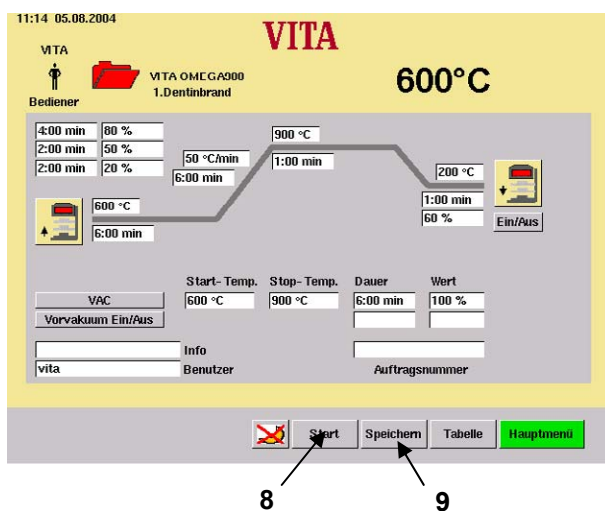 11:14 05.08.2004
VITA
VITA
Bediener
VITA OMEGA900
1.Dentinbrand
600°C
4:00 min 80 %
2:00 min 50 %
2:00 min 20 %
50 °C/min
6:00 min
900 °C
1:00 min
200 °C
1:00 min
60 %
Ein/Aus
600 °C
6:00 min
Start-Temp. Stop-Temp. Dauer Wert
VAC 600 °C 900 °C 6:00 min 100 %
Vorvakuum Ein/Aus
Info
vita Benutzer Auftragsnummer
Start Speichern Tabelle Hauptmenü
8 9